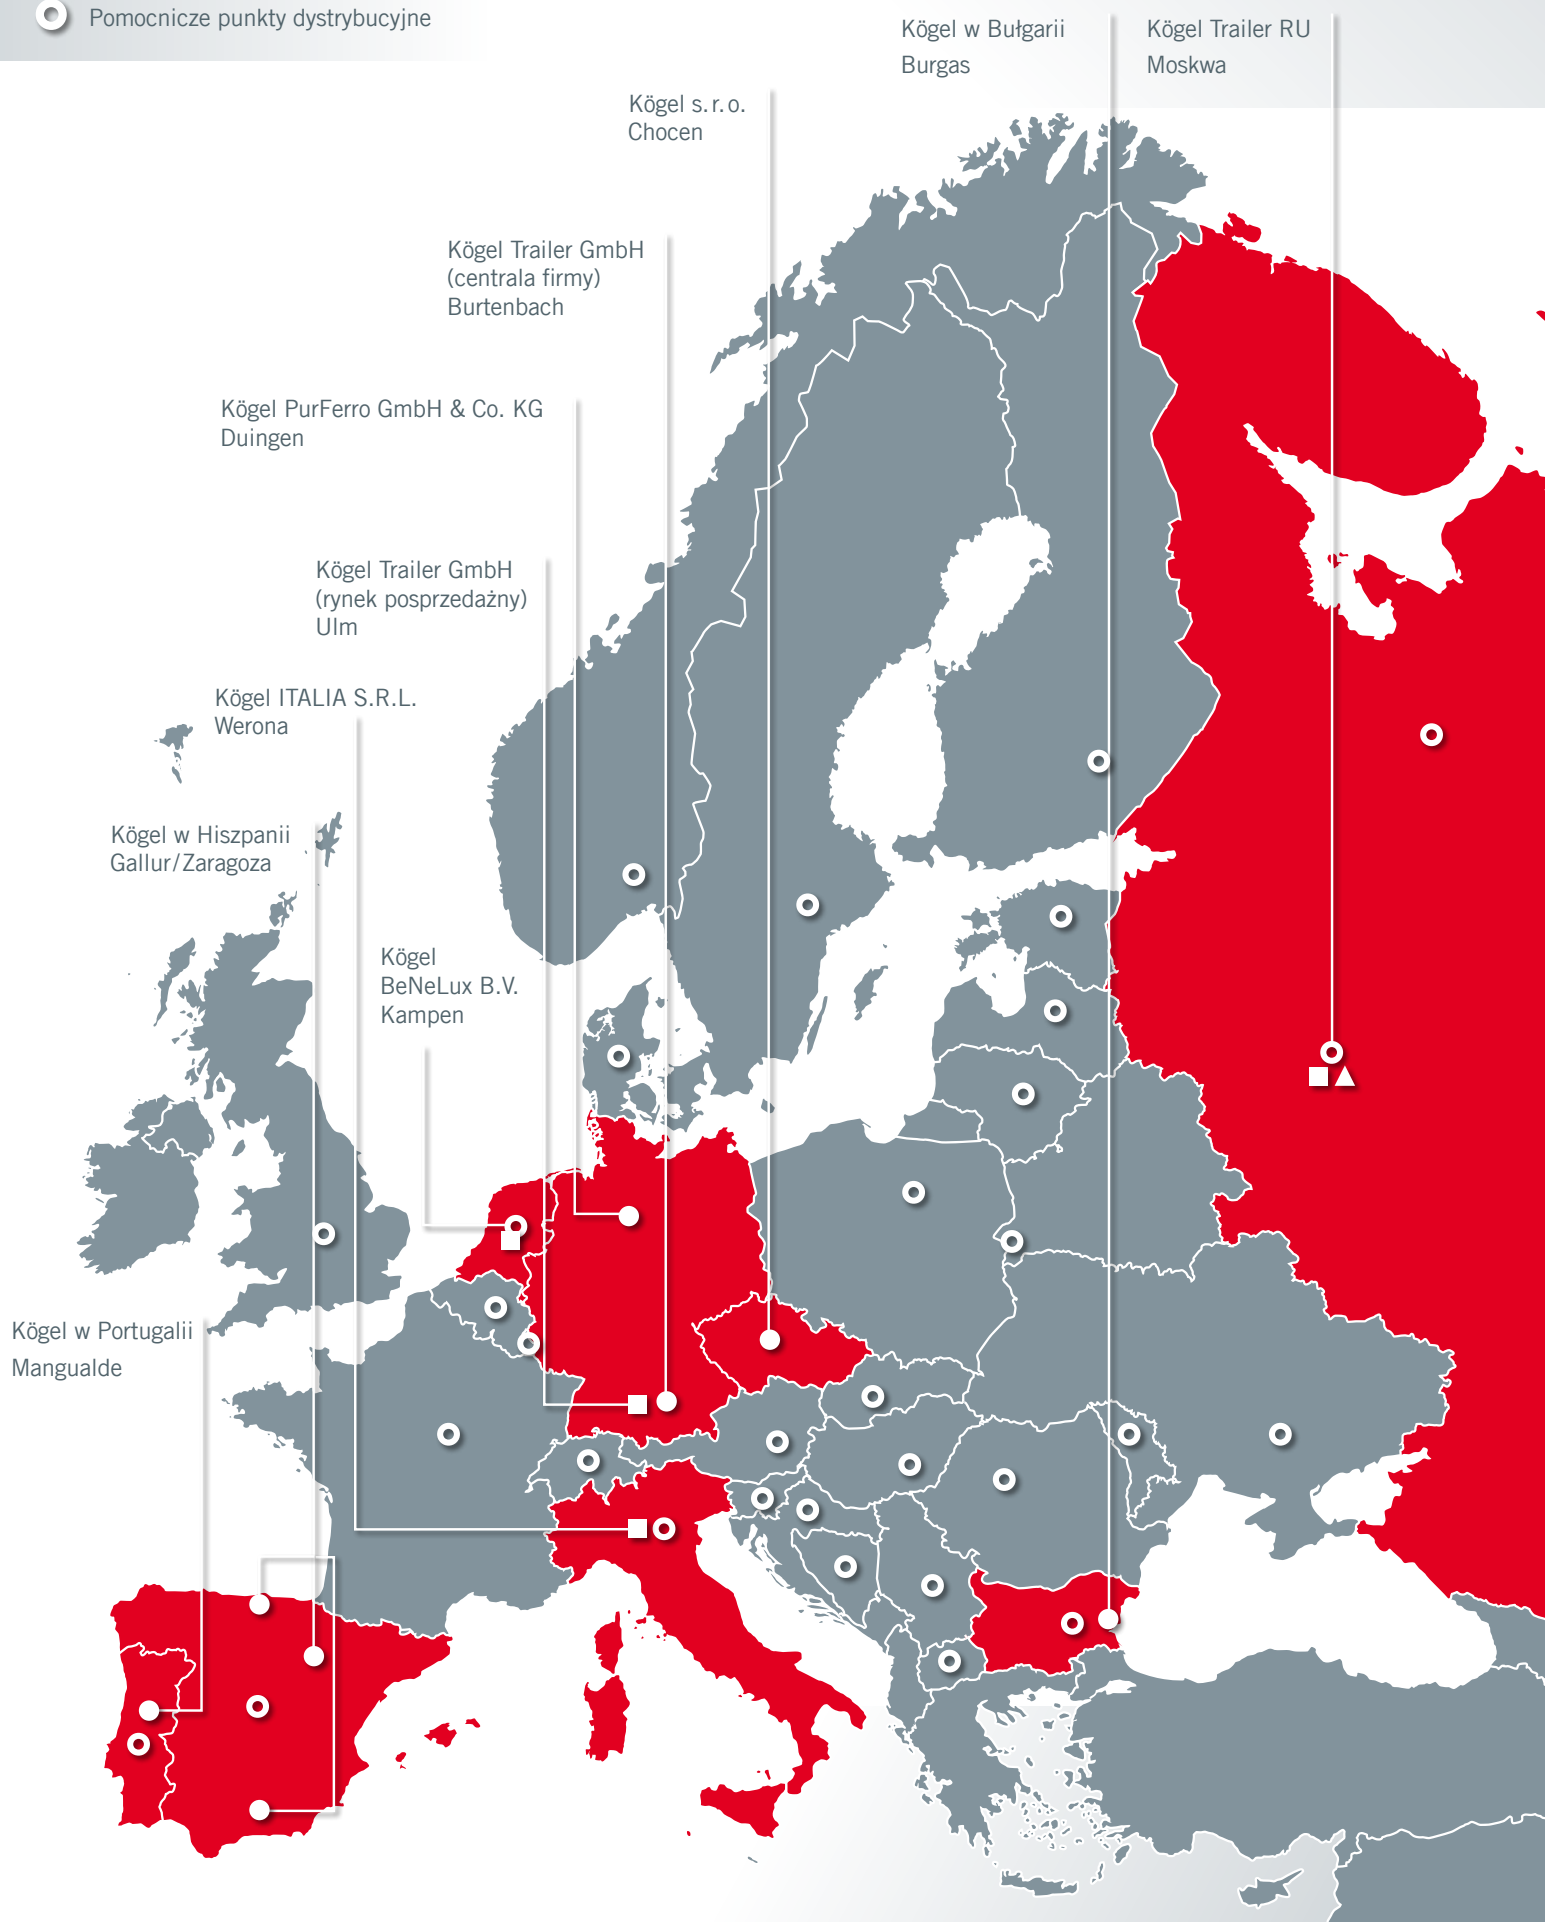 Pomocnicze punkty dystrybucyjne
Kögel w Bułgarii
Burgas
Kögel Trailer RU
Moskwa
Kögel s.r.o.
Chocen
Kögel Trailer GmbH
(centrala firmy)
Burtenbach
Kögel PurFerro GmbH & Co. KG
Duingen
Kögel Trailer GmbH
(rynek posprzedażny)
Ulm
Kögel ITALIA S.R.L.
Werona
Kögel w Hiszpanii
Gallur/Zaragoza
Kögel
BeNeLux B.V.
Kampen
Kögel w Portugalii
Mangualde